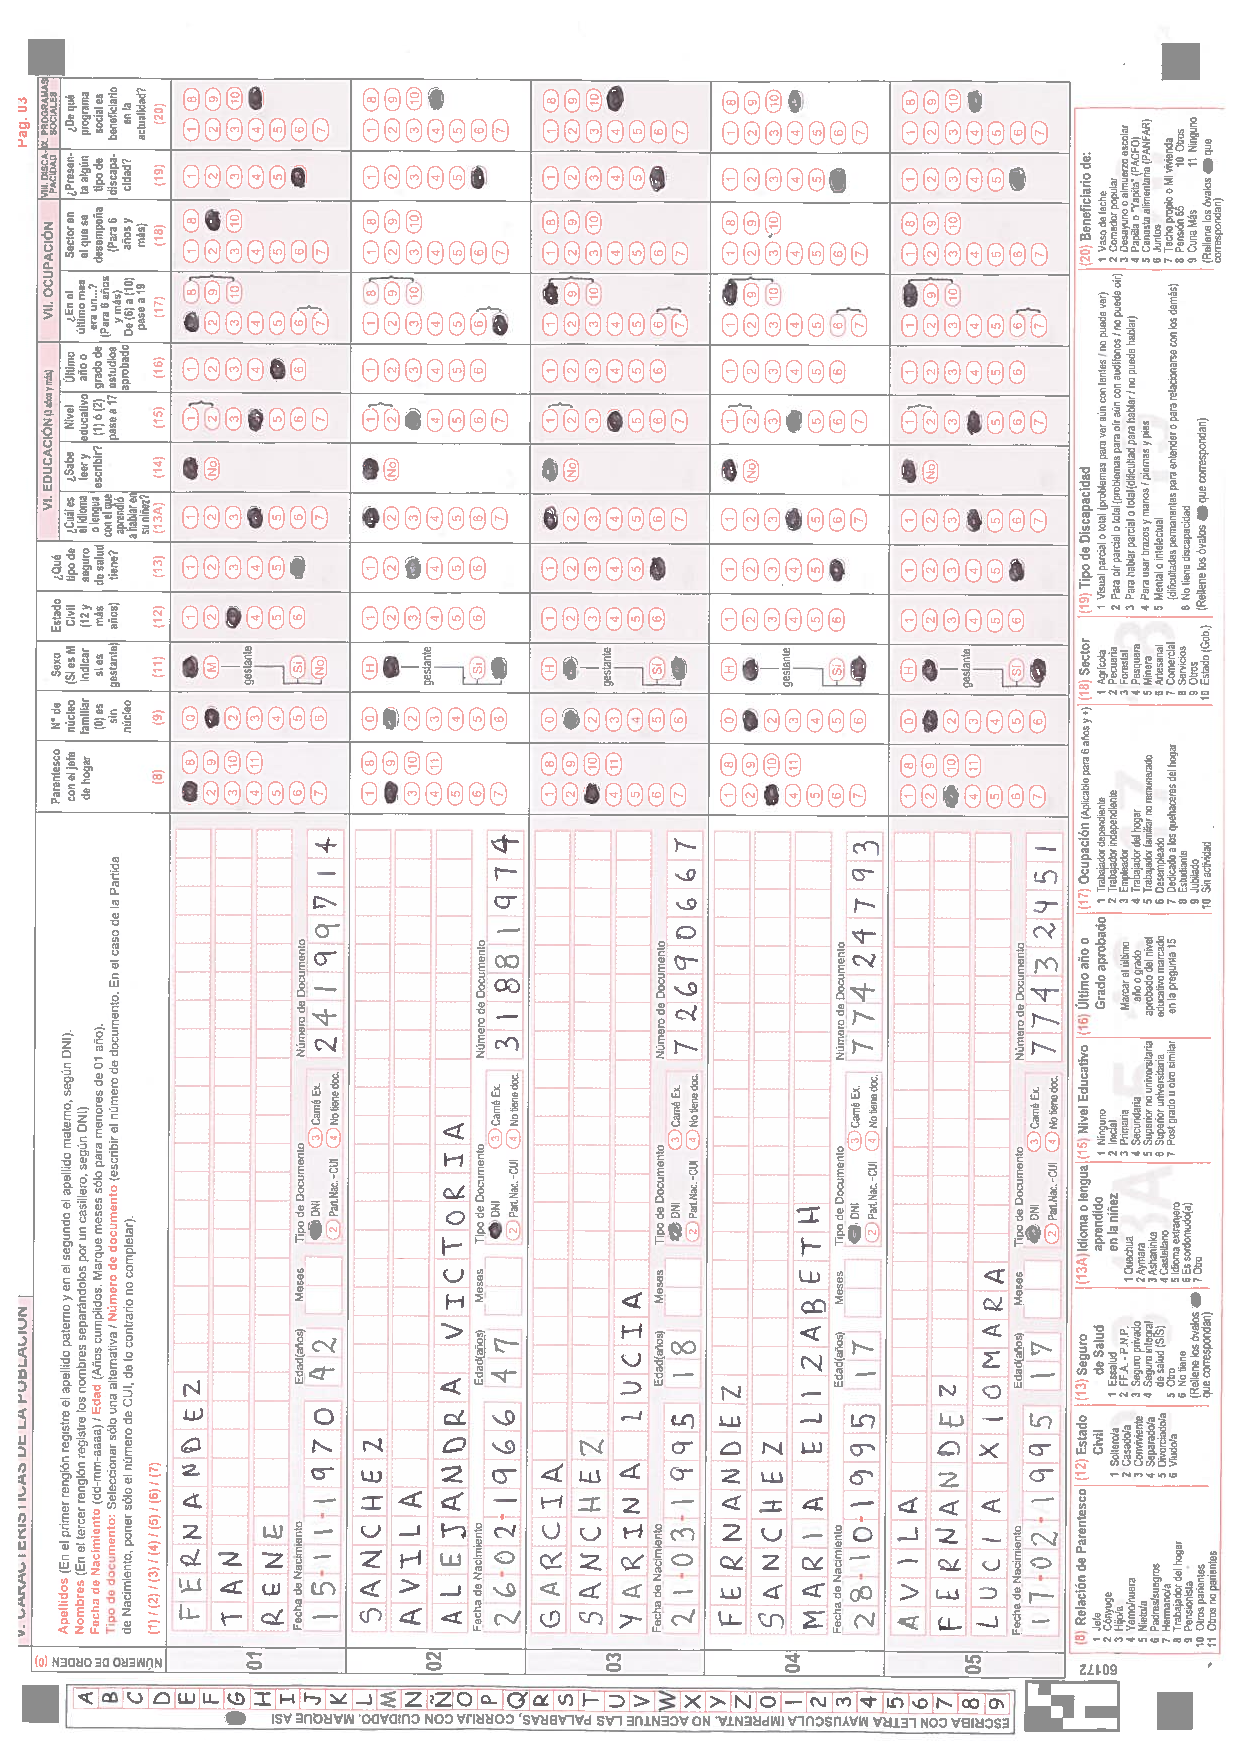 Pag. 03
V. CARACTERISTICAS DE LA POBLACIÓN
Apellidos (En el primer renglón registre el apellido paterno y en el segundo el apellido materno, según DNI).
Nombres (En el tercer renglón registre los nombres separándolos por un casillero, según DNI)
Fecha de Nacimiento (dd-mm-aaaa) / Edad (Años cumplidos. Marque meses sólo para menores de 01 año).
Tipo de documento: Seleccionar sólo una alternativa / Número de documento (escribir el número de documento. En el caso de la Partida
de Nacimiento, poner sólo el número de CUI, de lo contrario no completar).
(1) / (2) / (3) / (4) / (5) / (6) / (7)
NÚMERO DE ORDEN (0)
Parentesco con el jefe de hogar
(8)
Nº de núcleo familiar (0) es sin núcleo
(9)
Sexo (Si es M indicar si es gestante)
(11)
Estado Civil (12 y más años)
(12)
¿Qué tipo de seguro de salud tiene?
(13)
VI. EDUCACIÓN (3 años y más)
¿Cuál es el idioma o lengua con el que aprendió a hablar en su niñez?
(13A)
¿Sabe leer y escribir?
(14)
Nivel educativo (1) ó (2) pase a 17
(15)
Último año o grado de estudios aprobado
(16)
VII. OCUPACIÓN
¿En el último mes era un...? (Para 6 años y más) De (6) a (10) pase a 19
(17)
Sector en el que se desempeña (Para 6 años y más)
(18)
VIII. DISCAPACIDAD
¿Presenta algún tipo de discapacidad?
(19)
IX. PROGRAMAS SOCIALES
¿De qué programa social es beneficiario en la actualidad?
(20)
01
FERNANDEZ
TAN
RENE
Fecha de Nacimiento Edad(años) Meses Tipo de Documento Número de Documento
15-11-1970 42 DNI 2 Part.Nac.-CUI 3 Carné Ex. 4 No tiene doc. 24199714
02
SANCHEZ
AVILA
ALEJANDRA VICTORIA
Fecha de Nacimiento Edad(años) Meses Tipo de Documento Número de Documento
26-02-1966 47 DNI 2 Part.Nac.-CUI 3 Carné Ex. 4 No tiene doc. 31881974
03
GARCIA
SANCHEZ
YARINA LUCIA
Fecha de Nacimiento Edad(años) Meses Tipo de Documento Número de Documento
21-03-1995 18 DNI 2 Part.Nac.-CUI 3 Carné Ex. 4 No tiene doc. 72690667
04
FERNANDEZ
SANCHEZ
MARIA ELIZABETH
Fecha de Nacimiento Edad(años) Meses Tipo de Documento Número de Documento
28-10-1995 17 DNI 2 Part.Nac.-CUI 3 Carné Ex. 4 No tiene doc. 77424793
05
AVILA
FERNANDEZ
LUCIA XIOMARA
Fecha de Nacimiento Edad(años) Meses Tipo de Documento Número de Documento
17-02-1995 17 DNI 2 Part.Nac.-CUI 3 Carné Ex. 4 No tiene doc. 77432451
(8) Relación de Parentesco
1 Jefe
2 Cónyuge
3 Hijo/a
4 Yerno/nuera
5 Nieto/a
6 Padres/suegros
7 Hermano/a
8 Trabajador del hogar
9 Pensionista
10 Otros parientes
11 Otros no parientes
(12) Estado Civil
1 Soltero/a
2 Casado/a
3 Conviviente
4 Separado/a
5 Divorciado/a
6 Viudo/a
(13) Seguro de Salud
1 Essalud
2 FF.A.- P.N.P.
3 Seguro privado
4 Seguro integral de salud (SIS)
5 Otro
6 No tiene
(Rellene los óvalos que correspondan)
(13A) Idioma o lengua aprendido en la niñez
1 Quechua
2 Aymara
3 Ashaninka
4 Castellano
5 Idioma extranjero
6 Es sordomudo(a)
7 Otro
(15) Nivel Educativo
1 Ninguno
2 Inicial
3 Primaria
4 Secundaria
5 Superior no universitaria
6 Superior universitaria
7 Post grado u otro similar
(16) Último año o Grado aprobado
Marcar el último
año o grado
aprobado del nivel
educativo marcado
en la pregunta 15
(17) Ocupación (Aplicable para 6 años y +)
1 Trabajador dependiente
2 Trabajador independiente
3 Empleador
4 Trabajador del hogar
5 Trabajador familiar no remunerado
6 Desempleado
7 Dedicado a los quehaceres del hogar
8 Estudiante
9 Jubilado
10 Sin actividad
(18) Sector
1 Agrícola
2 Pecuaria
3 Forestal
4 Pesquera
5 Minera
6 Artesanal
7 Comercial
8 Servicios
9 Otros
10 Estado (Gob.)
(19) Tipo de Discapacidad
1 Visual parcial o total (problemas para ver aún con lentes / no puede ver)
2 Para oír parcial o total (problemas para oír aún con audífonos / no puede oír)
3 Para hablar parcial o total (dificultad para hablar / no puede hablar)
4 Para usar brazos y manos / piernas y pies
5 Mental o intelectual
(dificultades permanentes para entender o para relacionarse con los demás)
6 No tiene discapacidad
(Rellene los óvalos que correspondan)
(20) Beneficiario de:
1 Vaso de leche
2 Comedor popular
3 Desayuno o almuerzo escolar
4 Papilla o "Yapita" (PACFO)
5 Canasta alimentaria (PANFAR)
6 Juntos
7 Techo propio o Mi vivienda
8 Pensión 65 10 Otros
9 Cuna Más 11 Ninguno
(Rellene los óvalos que correspondan)
60172
A B C D E F G H I J K L M N Ñ O P Q R S T U V W X Y Z 0 1 2 3 4 5 6 7 8 9
ESCRIBA CON LETRA MAYUSCULA IMPRENTA. NO ACENTUE LAS PALABRAS, CORRIJA CON CUIDADO. MARQUE ASI